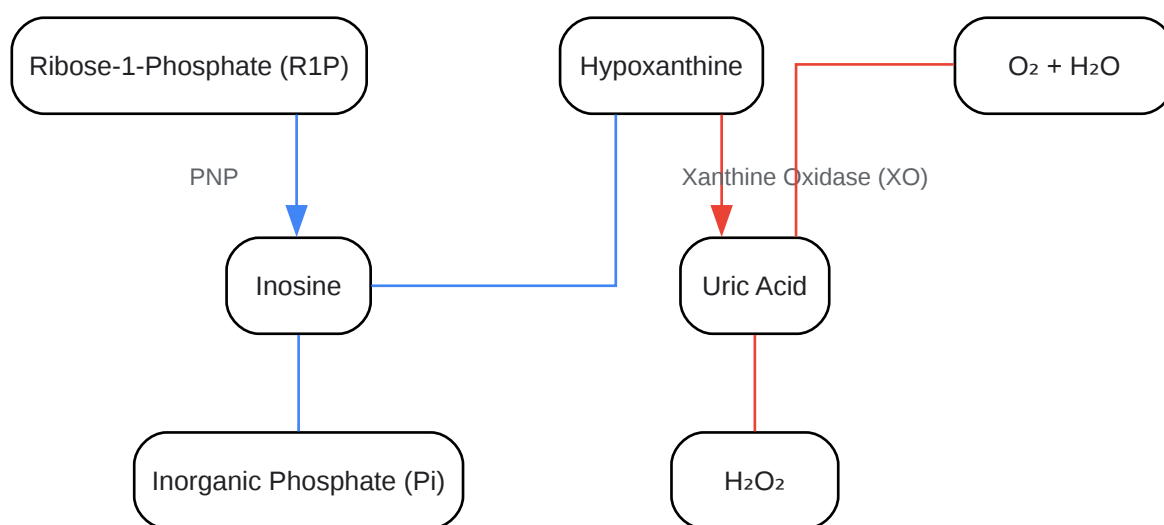 Ribose-1-Phosphate (R1P)
Hypoxanthine
O₂ + H₂O
PNP
Xanthine Oxidase (XO)
Inosine
Uric Acid
Inorganic Phosphate (Pi)
H₂O₂